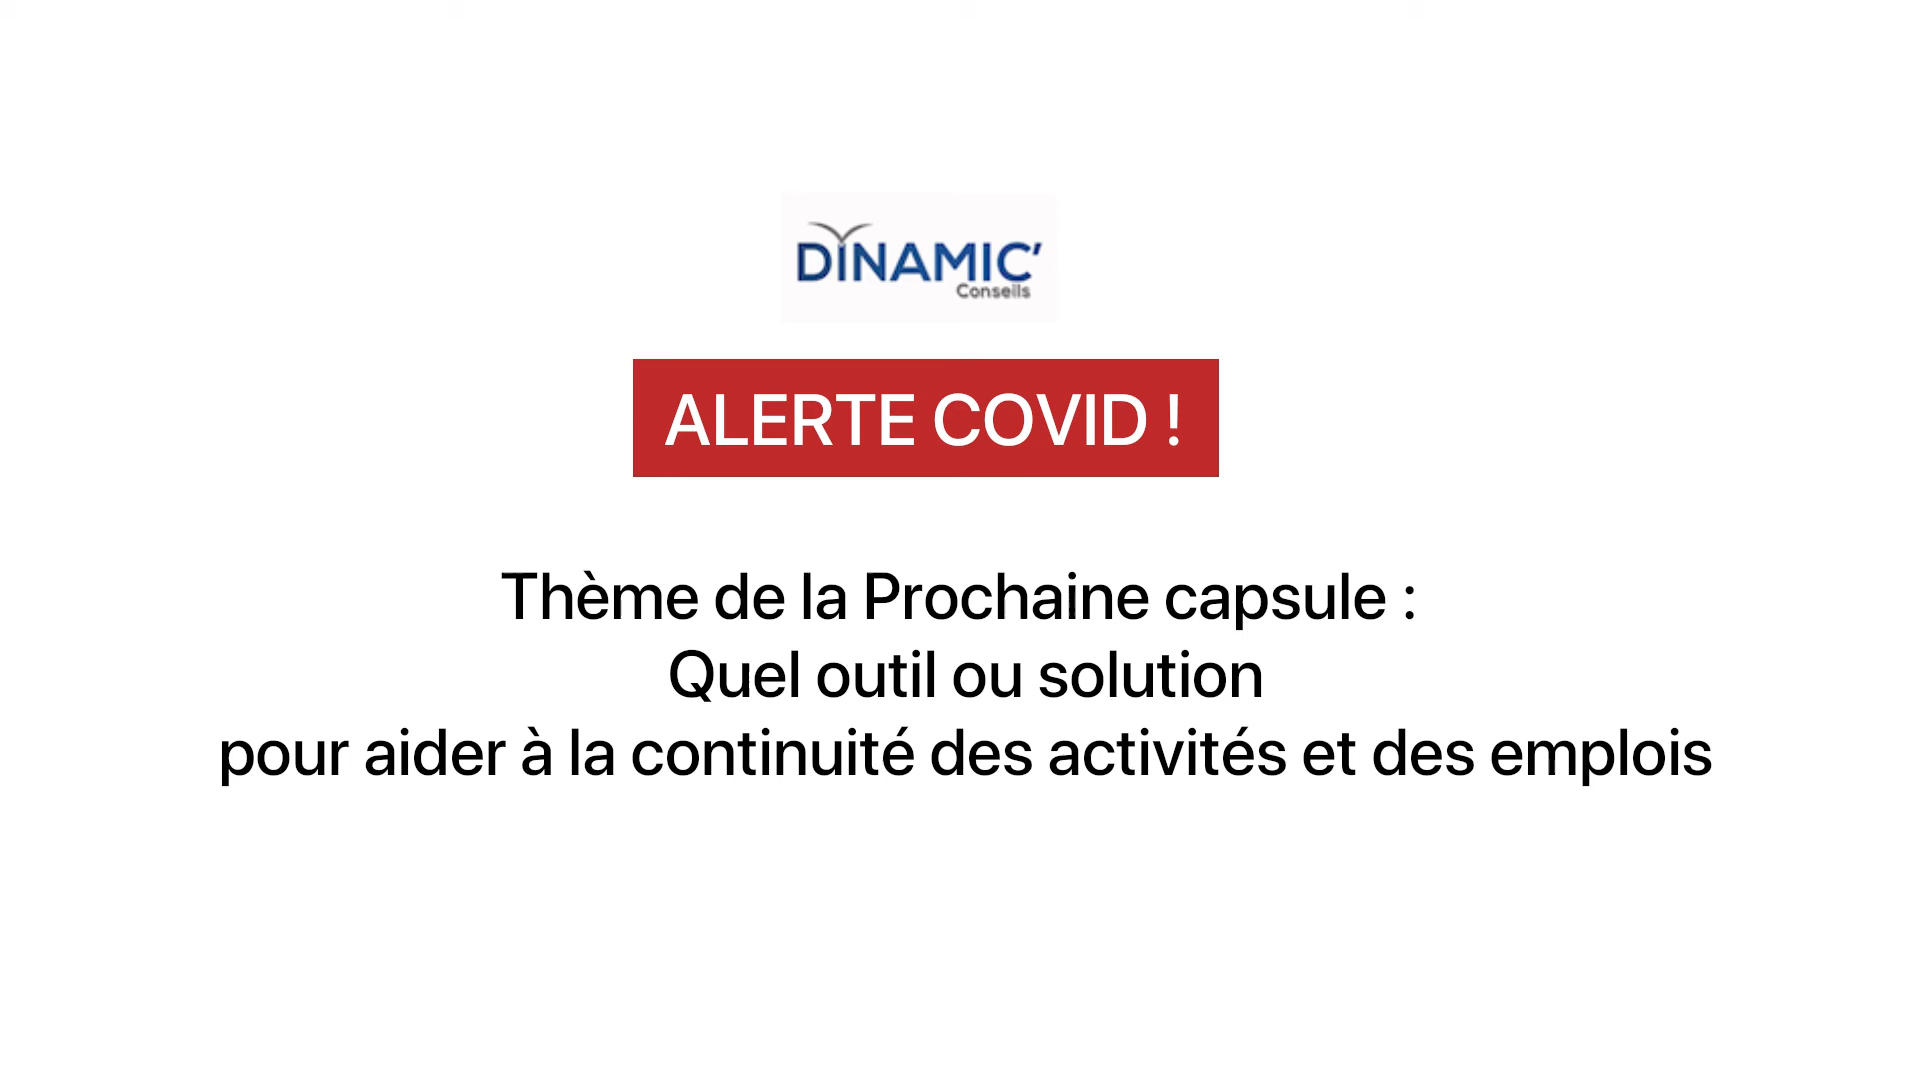 DINAMIC'
Conseils
ALERTE COVID !
Thème de la Prochaine capsule :
Quel outil ou solution
pour aider à la continuité des activités et des emplois